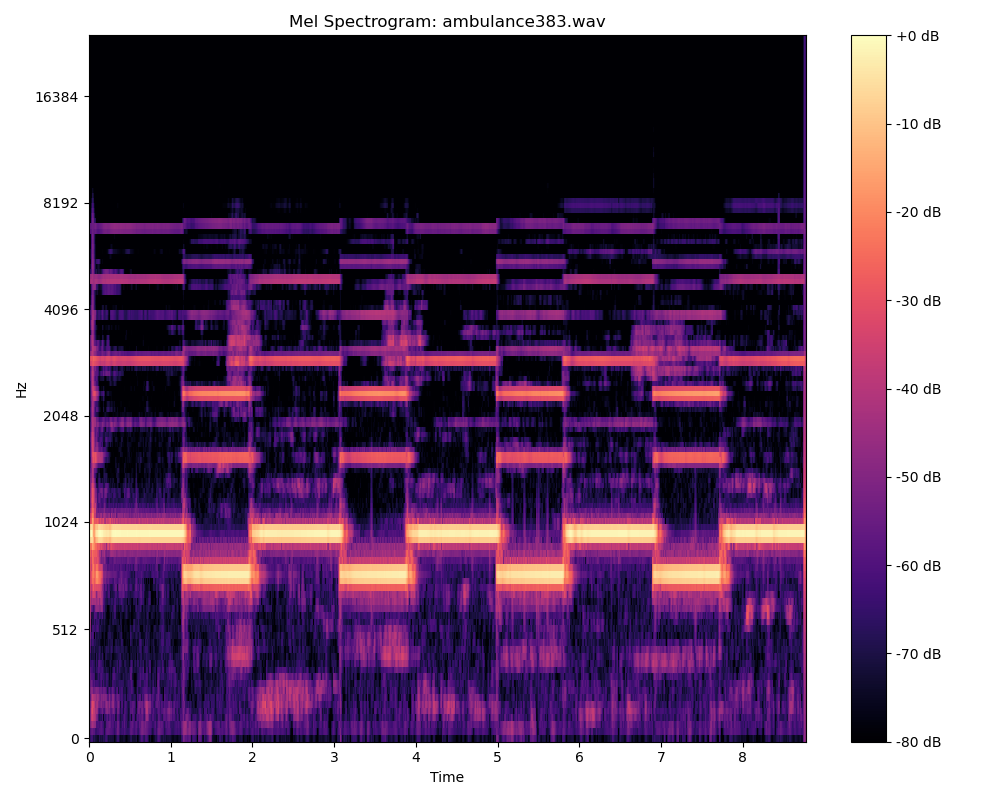 Mel Spectrogram: ambulance383.wav
+0 dB
16384
-10 dB
8192
-20 dB
4096
-30 dB
Hz
-40 dB
2048
-50 dB
1024
-60 dB
512
-70 dB
0
-80 dB
0 1 2 3 4 5 6 7 8
Time